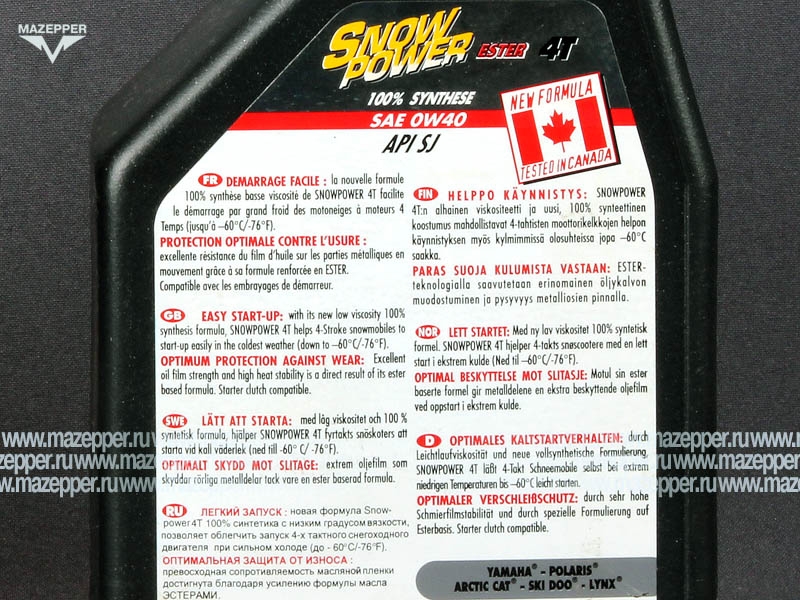 MAZEPPER
SNOW
POWER ESTER 4T
100% SYNTHESE
SAE 0W40
API SJ
NEW FORMULA
TESTED IN CANADA
FR DEMARRAGE FACILE : la nouvelle formule
100% synthèse basse viscosité de SNOWPOWER 4T facilite
le démarrage par grand froid des motoneiges à moteurs 4
Temps (jusqu'à –60°C/-76°F).
PROTECTION OPTIMALE CONTRE L'USURE :
excellente résistance du film d'huile sur les parties métalliques en
mouvement grâce à sa formule renforcée en ESTER.
Compatible avec les embrayages de démarreur.
GB EASY START-UP: with its new low viscosity 100%
synthesis formula, SNOWPOWER 4T helps 4-Stroke snowmobiles to
start-up easily in the coldest weather (down to –60°C/-76°F).
OPTIMUM PROTECTION AGAINST WEAR: Excellent
oil film strength and high heat stability is a direct result of its ester
based formula. Starter clutch compatible.
SWE LÄTT ATT STARTA: med låg viskositet och 100 %
syntetisk formula, hjälper SNOWPOWER 4T fyrtakts snöskoters att
starta vid kall väderlek (ned till -60° C/ -76°F).
OPTIMALT SKYDD MOT SLITAGE: extrem oljefilm som
skyddar rörliga metalldelar tack vare en ester baserad formula.
RU ЛЕГКИЙ ЗАПУСК : новая формула Snow-
power4T 100% синтетика с низким градусом вязкости,
позволяет облегчить запуск 4-х тактного снегоходного
двигателя при сильном холоде (до - 60°C/-76°F).
ОПТИМАЛЬНАЯ ЗАЩИТА ОТ ИЗНОСА :
превосходная сопротивляемость масляной пленки
достигнута благодаря усилению формулы масла
ЭСТЕРАМИ.
FIN HELPPO KÄYNNISTYS: SNOWPOWER
4T:n alhainen viskositeetti ja uusi, 100% synteettinen
koostumus mahdollistavat 4-tahtisten moottorikelkkojen helpon
käynnistyksen myös kylmimmissä olosuhteissa jopa –60°C
saakka.
PARAS SUOJA KULUMISTA VASTAAN: ESTER-
teknologialla saavutetaan erinomainen öljykalvon
muodostuminen ja pysyvyys metalliosien pinnalla.
NOR LETT STARTET: Med ny lav viskositet 100% syntetisk
formel. SNOWPOWER 4T hjelper 4-takts snøscootere med en lett
start i ekstrem kulde (Ned til –60°C/-76°F).
OPTIMAL BESKYTTELSE MOT SLITASJE: Motul sin ester
baserte formel gir metalldelene en ekstra beskyttende oljefilm
ved oppstart i ekstrem kulde.
D OPTIMALES KALTSTARTVERHALTEN: durch
Leichtlaufviskosität und neue vollsynthetische Formulierung,
SNOWPOWER 4T läßt 4-Takt Schneemobile selbst bei extrem
niedrigen Temperaturen bis –60°C leicht starten.
OPTIMALER VERSCHLEIßSCHUTZ: durch sehr hohe
Schmierfilmstabilität und durch spezielle Formulierung auf
Esterbasis. Starter clutch compatible.
YAMAHA® - POLARIS®
ARCTIC CAT® - SKI DOO® - LYNX®
www.mazepper.ru www.mazepper.ru www.mazepper.ru www.mazepper.ru www.mazepper.ru
mazepper.ru www.mazepper.ru www.mazepper.ru www.mazepper.ru www.mazepper.ru